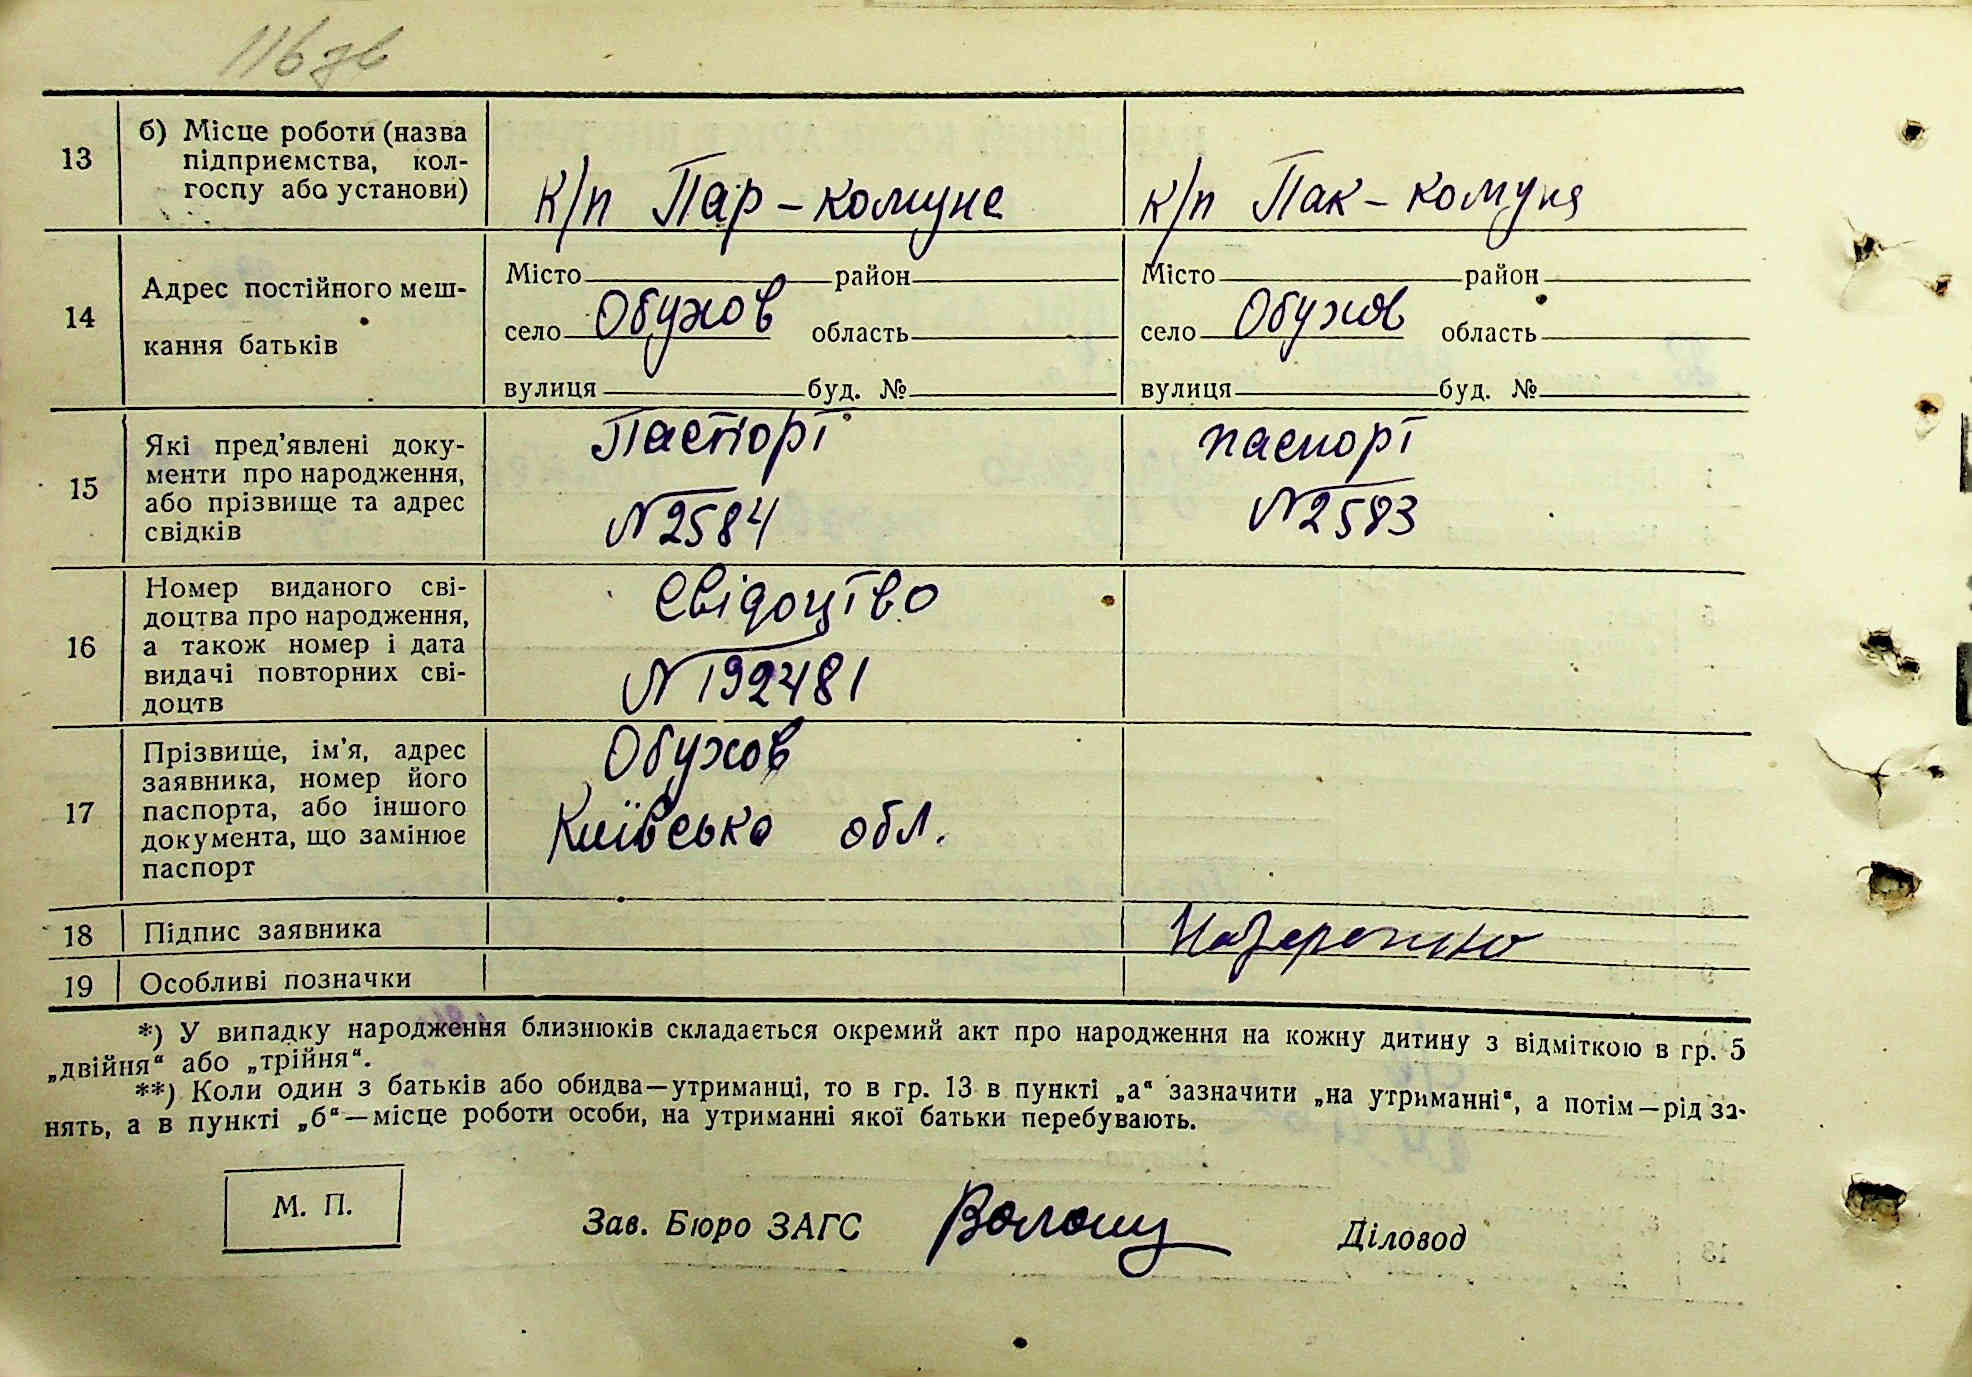 116 зв
13 б) Місце роботи (назва
підприємства, кол-
госпу або установи)
к/п Пар-комуне к/п Пак-комуня
14 Адрес постійного меш-
кання батьків
Місто район Місто район
село Обухов область село Обухов область
вулиця буд. № вулиця буд. №
15 Які пред'явлені доку-
менти про народження,
або прізвище та адрес
свідків
Паспорт паспорт
№2584 №2583
16 Номер виданого сві-
доцтва про народження,
а також номер і дата
видачі повторних сві-
доцтв
Свідоцтво
№192481
17 Прізвище, ім'я, адрес
заявника, номер його
паспорта, або іншого
документа, що замінює
паспорт
Обухов
Київсько обл.
18 Підпис заявника Назаренко
19 Особливі позначки
*) У випадку народження близнюків складається окремий акт про народження на кожну дитину з відміткою в гр. 5
„двійня“ або „трійня“.
**) Коли один з батьків або обидва—утриманці, то в гр. 13 в пункті „а“ зазначити „на утриманні“, а потім—рід за-
нять, а в пункті „б“—місце роботи особи, на утриманні якої батьки перебувають.
М. П.
Зав. Бюро ЗАГС Волощ Діловод